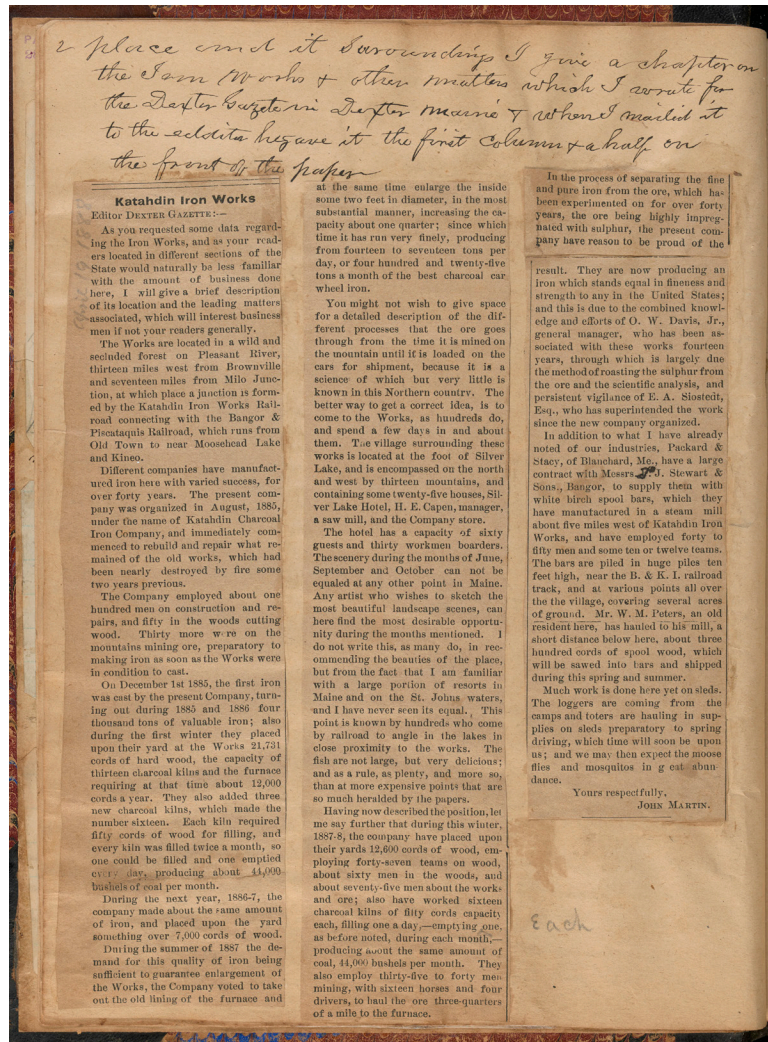 2 place and it Suroundings I give a chapter on
the Iron Works & other matters which I wrote for
the Dexter Gazete in Dexter Maine & when I mailed it
to the edditer he gave it the first column & a half on
the front of the paper
Katahdin Iron Works
Editor DEXTER GAZETTE:—
As you requested some data regard-
ing the Iron Works, and as your read-
ers located in different sections of the
State would naturally be less familiar
with the amount of business done
here, I will give a brief description
of its location and the leading matters
associated, which will interest business
men if not your readers generally.
The Works are located in a wild and
secluded forest on Pleasant River,
thirteen miles west from Brownville
and seventeen miles from Milo Junc-
tion, at which place a junction is form-
ed by the Katahdin Iron Works Rail-
road connecting with the Bangor &
Piscataquis Railroad, which runs from
Old Town to near Moosehead Lake
and Kineo.
Different companies have manufact-
ured iron here with varied success, for
over forty years. The present com-
pany was organized in August, 1885,
under the name of Katahdin Charcoal
Iron Company, and immediately com-
menced to rebuild and repair what re-
mained of the old works, which had
been nearly destroyed by fire some
two years previous.
The Company employed about one
hundred men on construction and re-
pairs, and fifty in the woods cutting
wood. Thirty more were on the
mountains mining ore, preparatory to
making iron as soon as the Works were
in condition to cast.
On December 1st 1885, the first iron
was cast by the present Company, turn-
ing out during 1885 and 1886 four
thousand tons of valuable iron; also
during the first winter they placed
upon their yard at the Works 21,731
cords of hard wood, the capacity of
thirteen charcoal kilns and the furnace
requiring at that time about 12,000
cords a year. They also added three
new charcoal kilns, which made the
number sixteen. Each kiln required
fifty cords of wood for filling, and
every kiln was filled twice a month, so
one could be filled and one emptied
every day, producing about 44,000
bushels of coal per month.
During the next year, 1886-7, the
company made about the same amount
of iron, and placed upon the yard
something over 7,000 cords of wood.
During the summer of 1887 the de-
mand for this quality of iron being
sufficient to guarantee enlargement of
the Works, the Company voted to take
out the old lining of the furnace and
at the same time enlarge the inside
some two feet in diameter, in the most
substantial manner, increasing the ca-
pacity about one quarter; since which
time it has run very finely, producing
from fourteen to seventeen tons per
day, or four hundred and twenty-five
tons a month of the best charcoal car
wheel iron.
You might not wish to give space
for a detailed description of the dif-
ferent processes that the ore goes
through from the time it is mined on
the mountain until it is loaded on the
cars for shipment, because it is a
science of which but very little is
known in this Northern country. The
better way to get a correct idea, is to
come to the Works, as hundreds do,
and spend a few days in and about
them. The village surrounding these
works is located at the foot of Silver
Lake, and is encompassed on the north
and west by thirteen mountains, and
containing some twenty-five houses, Sil-
ver Lake Hotel, H. E. Capen, manager,
a saw mill, and the Company store.
The hotel has a capacity of sixty
guests and thirty workmen boarders.
The scenery during the months of June,
September and October can not be
equaled at any other point in Maine.
Any artist who wishes to sketch the
most beautiful landscape scenes, can
here find the most desirable opportu-
nity during the months mentioned. I
do not write this, as many do, in rec-
ommending the beauties of the place,
but from the fact that I am familiar
with a large portion of resorts in
Maine and on the St. Johns waters,
and I have never seen its equal. This
point is known by hundreds who come
by railroad to angle in the lakes in
close proximity to the works. The
fish are not large, but very delicious;
and as a rule, as plenty, and more so,
than at more expensive points that are
so much heralded by the papers.
Having now described the position, let
me say further that during this winter,
1887-8, the company have placed upon
their yards 12,600 cords of wood, em-
ploying forty-seven teams on wood,
about sixty men in the woods, and
about seventy-five men about the works
and ore; also have worked sixteen
charcoal kilns of fifty cords capacity
each, filling one a day,—emptying one,
as before noted, during each month,—
producing about the same amount of
coal, 44,000 bushels per month. They
also employ thirty-five to forty men
mining, with sixteen horses and four
drivers, to haul the ore three-quarters
of a mile to the furnace.
In the process of separating the fine
and pure iron from the ore, which has
been experimented on for over forty
years, the ore being highly impreg-
nated with sulphur, the present com-
pany have reason to be proud of the
result. They are now producing an
iron which stands equal in fineness and
strength to any in the United States;
and this is due to the combined knowl-
edge and efforts of O. W. Davis, Jr.,
general manager, who has been as-
sociated with these works fourteen
years, through which is largely due
the method of roasting the sulphur from
the ore and the scientific analysis, and
persistent vigilance of E. A. Siostedt,
Esq., who has superintended the work
since the new company organized.
In addition to what I have already
noted of our industries, Packard &
Stacy, of Blanchard, Me., have a large
contract with Messrs. J. Stewart &
Sons, Bangor, to supply them with
white birch spool bars, which they
have manufactured in a steam mill
about five miles west of Katahdin Iron
Works, and have employed forty to
fifty men and some ten or twelve teams.
The bars are piled in huge piles ten
feet high, near the B. & K. I. railroad
track, and at various points all over
the the village, covering several acres
of ground. Mr. W. M. Peters, an old
resident here, has hauled to his mill, a
short distance below here, about three
hundred cords of spool wood, which
will be sawed into bars and shipped
during this spring and summer.
Much work is done here yet on sleds.
The loggers are coming from the
camps and toters are hauling in sup-
plies on sleds preparatory to spring
driving, which time will soon be upon
us; and we may then expect the moose
flies and mosquitos in g eat abun-
dance.
Yours respectfully,
JOHN MARTIN.
Each